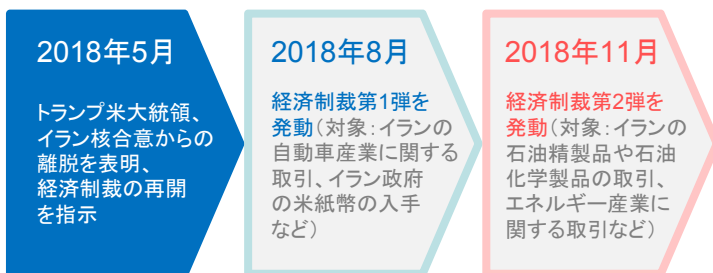 2018年5月
トランプ米大統領、
イラン核合意からの
離脱を表明、
経済制裁の再開
を指示
2018年8月
経済制裁第1弾を
発動（対象：イランの
自動車産業に関する
取引、イラン政府
の米紙幣の入手
など）
2018年11月
経済制裁第2弾を
発動（対象：イランの
石油精製品や石油
化学製品の取引、
エネルギー産業に
関する取引など）